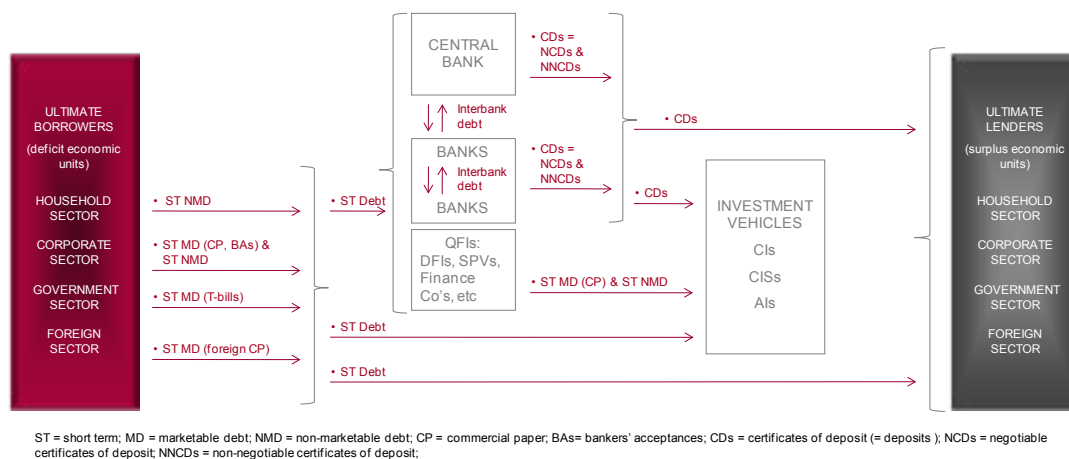 ULTIMATE
BORROWERS
(deficit economic
units)
HOUSEHOLD
SECTOR
CORPORATE
SECTOR
GOVERNMENT
SECTOR
FOREIGN
SECTOR
• ST NMD
• ST MD (CP, BAs) &
ST NMD
• ST MD (T-bills)
• ST MD (foreign CP)
• ST Debt
CENTRAL
BANK
Interbank
debt
BANKS
Interbank
debt
BANKS
QFIs:
DFIs, SPVs,
Finance
Co's, etc
• CDs =
NCDs &
NNCDs
• CDs =
NCDs &
NNCDs
• ST MD (CP) & ST NMD
• ST Debt
• ST Debt
• CDs
• CDs
INVESTMENT
VEHICLES
CIs
CISs
AIs
ULTIMATE
LENDERS
(surplus economic
units)
HOUSEHOLD
SECTOR
CORPORATE
SECTOR
GOVERNMENT
SECTOR
FOREIGN
SECTOR
ST = short term; MD = marketable debt; NMD = non-marketable debt; CP = commercial paper; BAs= bankers' acceptances; CDs = certificates of deposit (= deposits ); NCDs = negotiable
certificates of deposit; NNCDs = non-negotiable certificates of deposit;